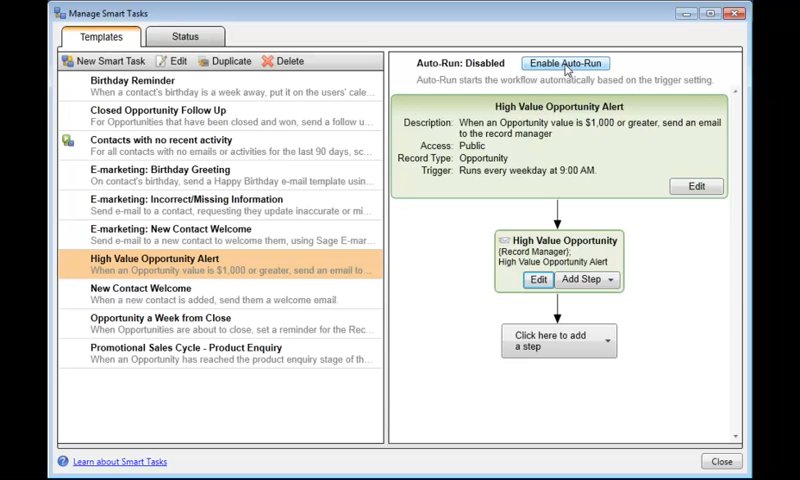 Manage Smart Tasks
Templates
Status
New Smart Task
Edit
Duplicate
Delete
Birthday Reminder
When a contact's birthday is a week away, put it on the users' cale...
Closed Opportunity Follow Up
For Opportunities that have been closed and won, send a follow u...
Contacts with no recent activity
For all contacts with no emails or activities for the last 90 days, sc...
E-marketing: Birthday Greeting
On contact's birthday, send a Happy Birthday e-mail template usin...
E-marketing: Incorrect/Missing Information
Send e-mail to a contact, requesting they update inaccurate or mi...
E-marketing: New Contact Welcome
Send e-mail to a new contact to welcome them, using Sage E-mar...
High Value Opportunity Alert
When an Opportunity value is $1,000 or greater, send an email to...
New Contact Welcome
When a new contact is added, send them a welcome email.
Opportunity a Week from Close
When Opportunities are about to close, set a reminder for the Rec...
Promotional Sales Cycle - Product Enquiry
When an Opportunity has reached the product enquiry stage of th...
Auto-Run: Disabled
Enable Auto-Run
Auto-Run starts the workflow automatically based on the trigger setting.
High Value Opportunity Alert
Description: When an Opportunity value is $1,000 or greater, send an email
to the record manager
Access: Public
Record Type: Opportunity
Trigger: Runs every weekday at 9:00 AM.
Edit
High Value Opportunity
{Record Manager};
High Value Opportunity Alert
Edit
Add Step
Click here to add
a step
Learn about Smart Tasks
Close